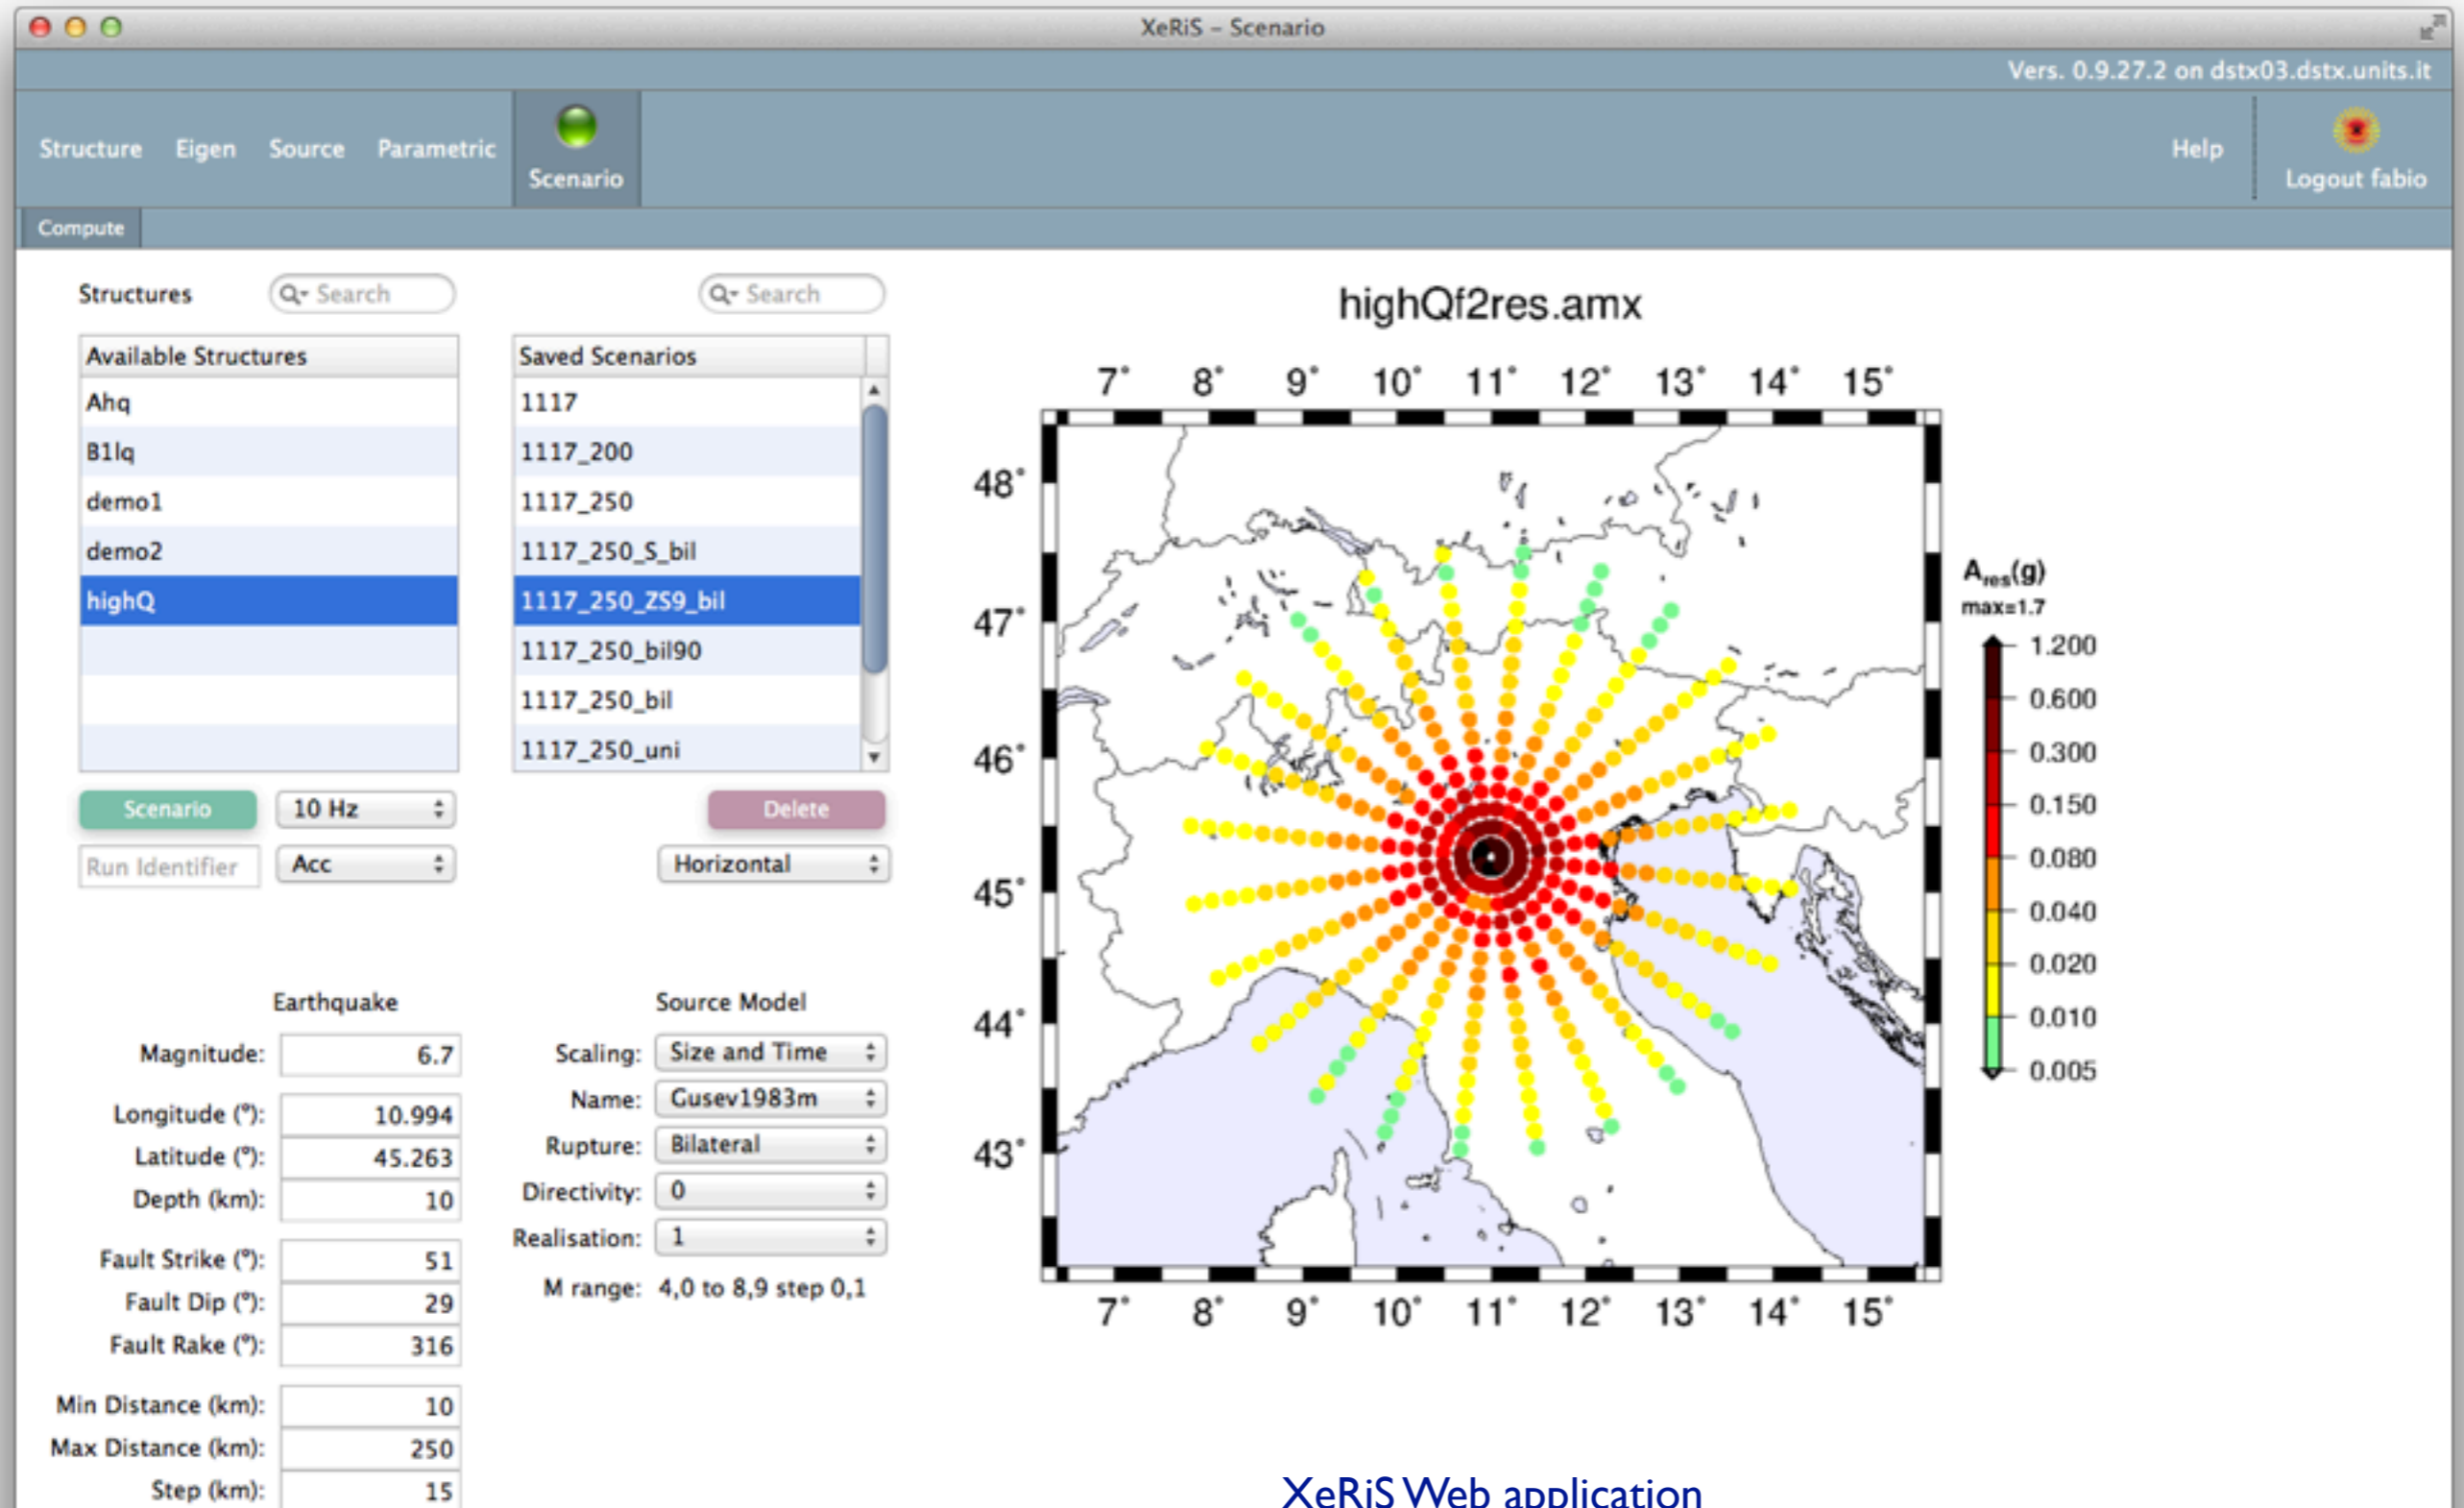 XeRiS – Scenario
Vers. 0.9.27.2 on dstx03.dstx.units.it
Structure Eigen Source Parametric Scenario Help Logout fabio
Compute
Structures Search Search
Available Structures
Ahq
B1lq
demo1
demo2
highQ
Saved Scenarios
1117
1117_200
1117_250
1117_250_S_bil
1117_250_ZS9_bil
1117_250_bil90
1117_250_bil
1117_250_uni
Scenario 10 Hz Delete
Run Identifier Acc Horizontal
Earthquake
Magnitude: 6.7
Longitude (°): 10.994
Latitude (°): 45.263
Depth (km): 10
Fault Strike (°): 51
Fault Dip (°): 29
Fault Rake (°): 316
Min Distance (km): 10
Max Distance (km): 250
Step (km): 15
Source Model
Scaling: Size and Time
Name: Gusev1983m
Rupture: Bilateral
Directivity: 0
Realisation: 1
M range: 4,0 to 8,9 step 0,1
highQf2res.amx
7° 8° 9° 10° 11° 12° 13° 14° 15°
48°
47°
46°
45°
44°
43°
7° 8° 9° 10° 11° 12° 13° 14° 15°
Ares(g)
max=1.7
1.200
0.600
0.300
0.150
0.080
0.040
0.020
0.010
0.005
XeRiS Web application